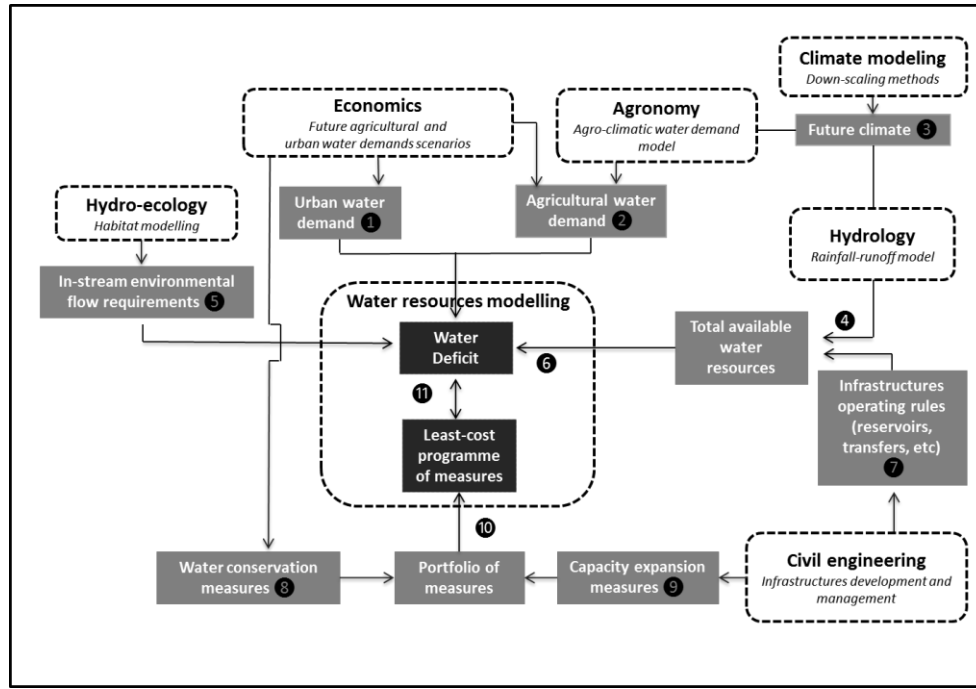 Climate modeling
Down-scaling methods
Future climate 3
Economics
Future agricultural and
urban water demands scenarios
Agronomy
Agro-climatic water demand
model
Urban water
demand 1
Agricultural water
demand 2
Hydro-ecology
Habitat modelling
In-stream environmental
flow requirements 5
Hydrology
Rainfall-runoff model
Water resources modelling
Water
Deficit
6
Total available
water
resources
4
11
Least-cost
programme
of measures
Infrastructures
operating rules
(reservoirs,
transfers, etc)
7
10
Water conservation
measures 8
Portfolio of
measures
Capacity expansion
measures 9
Civil engineering
Infrastructures development and
management